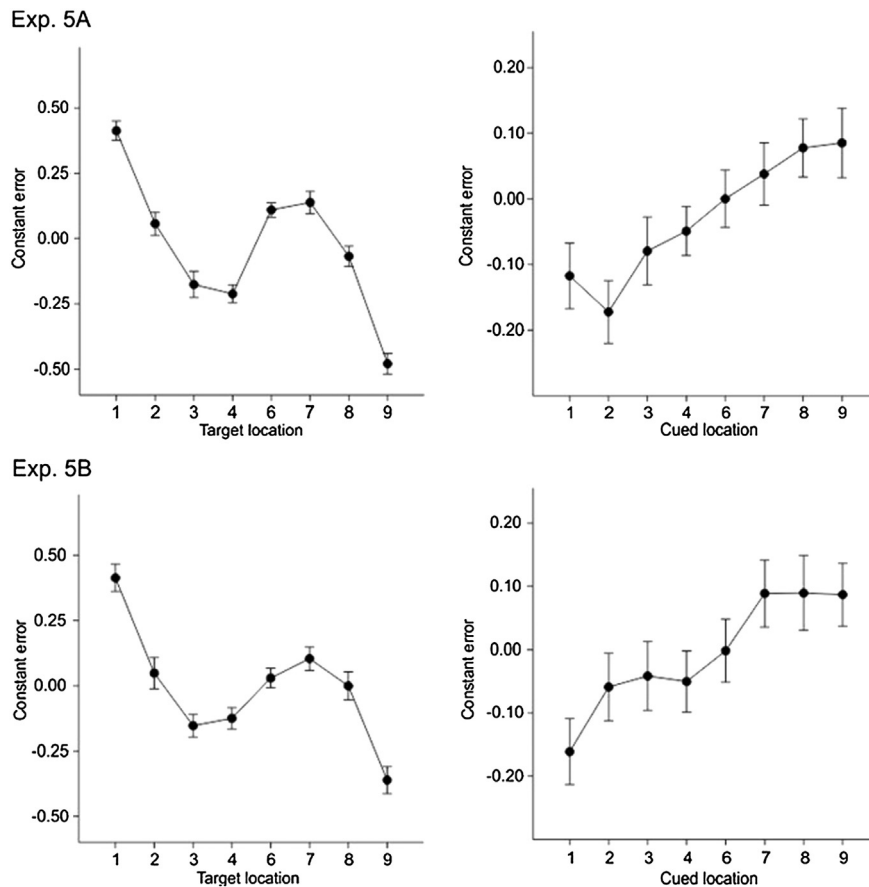 Exp. 5A
Constant error
0.50
0.25
0.00
-0.25
-0.50
1 2 3 4 6 7 8 9
Target location
Constant error
0.20
0.10
0.00
-0.10
-0.20
1 2 3 4 6 7 8 9
Cued location
Exp. 5B
Constant error
0.50
0.25
0.00
-0.25
-0.50
1 2 3 4 6 7 8 9
Target location
Constant error
0.20
0.10
0.00
-0.10
-0.20
1 2 3 4 6 7 8 9
Cued location